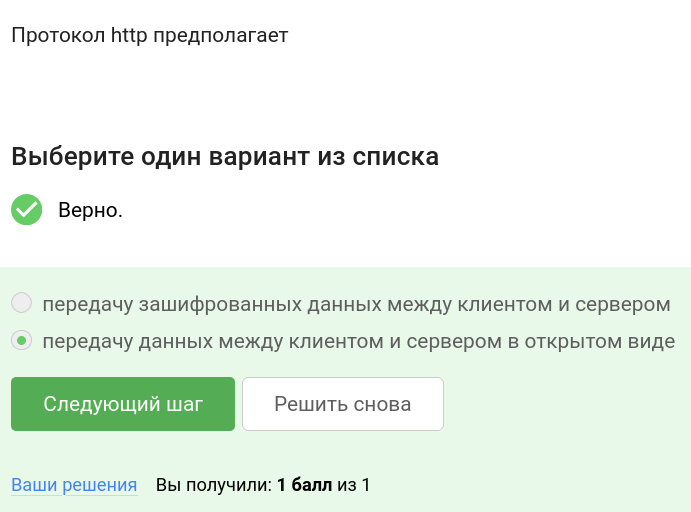 Протокол http предполагает
Выберите один вариант из списка
Верно.
передачу зашифрованных данных между клиентом и сервером
передачу данных между клиентом и сервером в открытом виде
Следующий шаг
Решить снова
Ваши решения Вы получили: 1 балл из 1